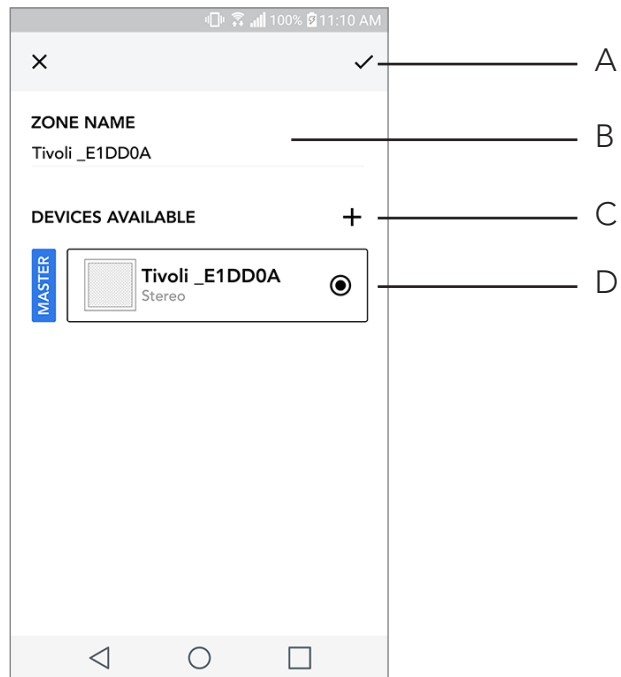 100% 11:10 AM
A
ZONE NAME
B
Tivoli _E1DD0A
DEVICES AVAILABLE
C
MASTER
Tivoli _E1DD0A
D
Stereo